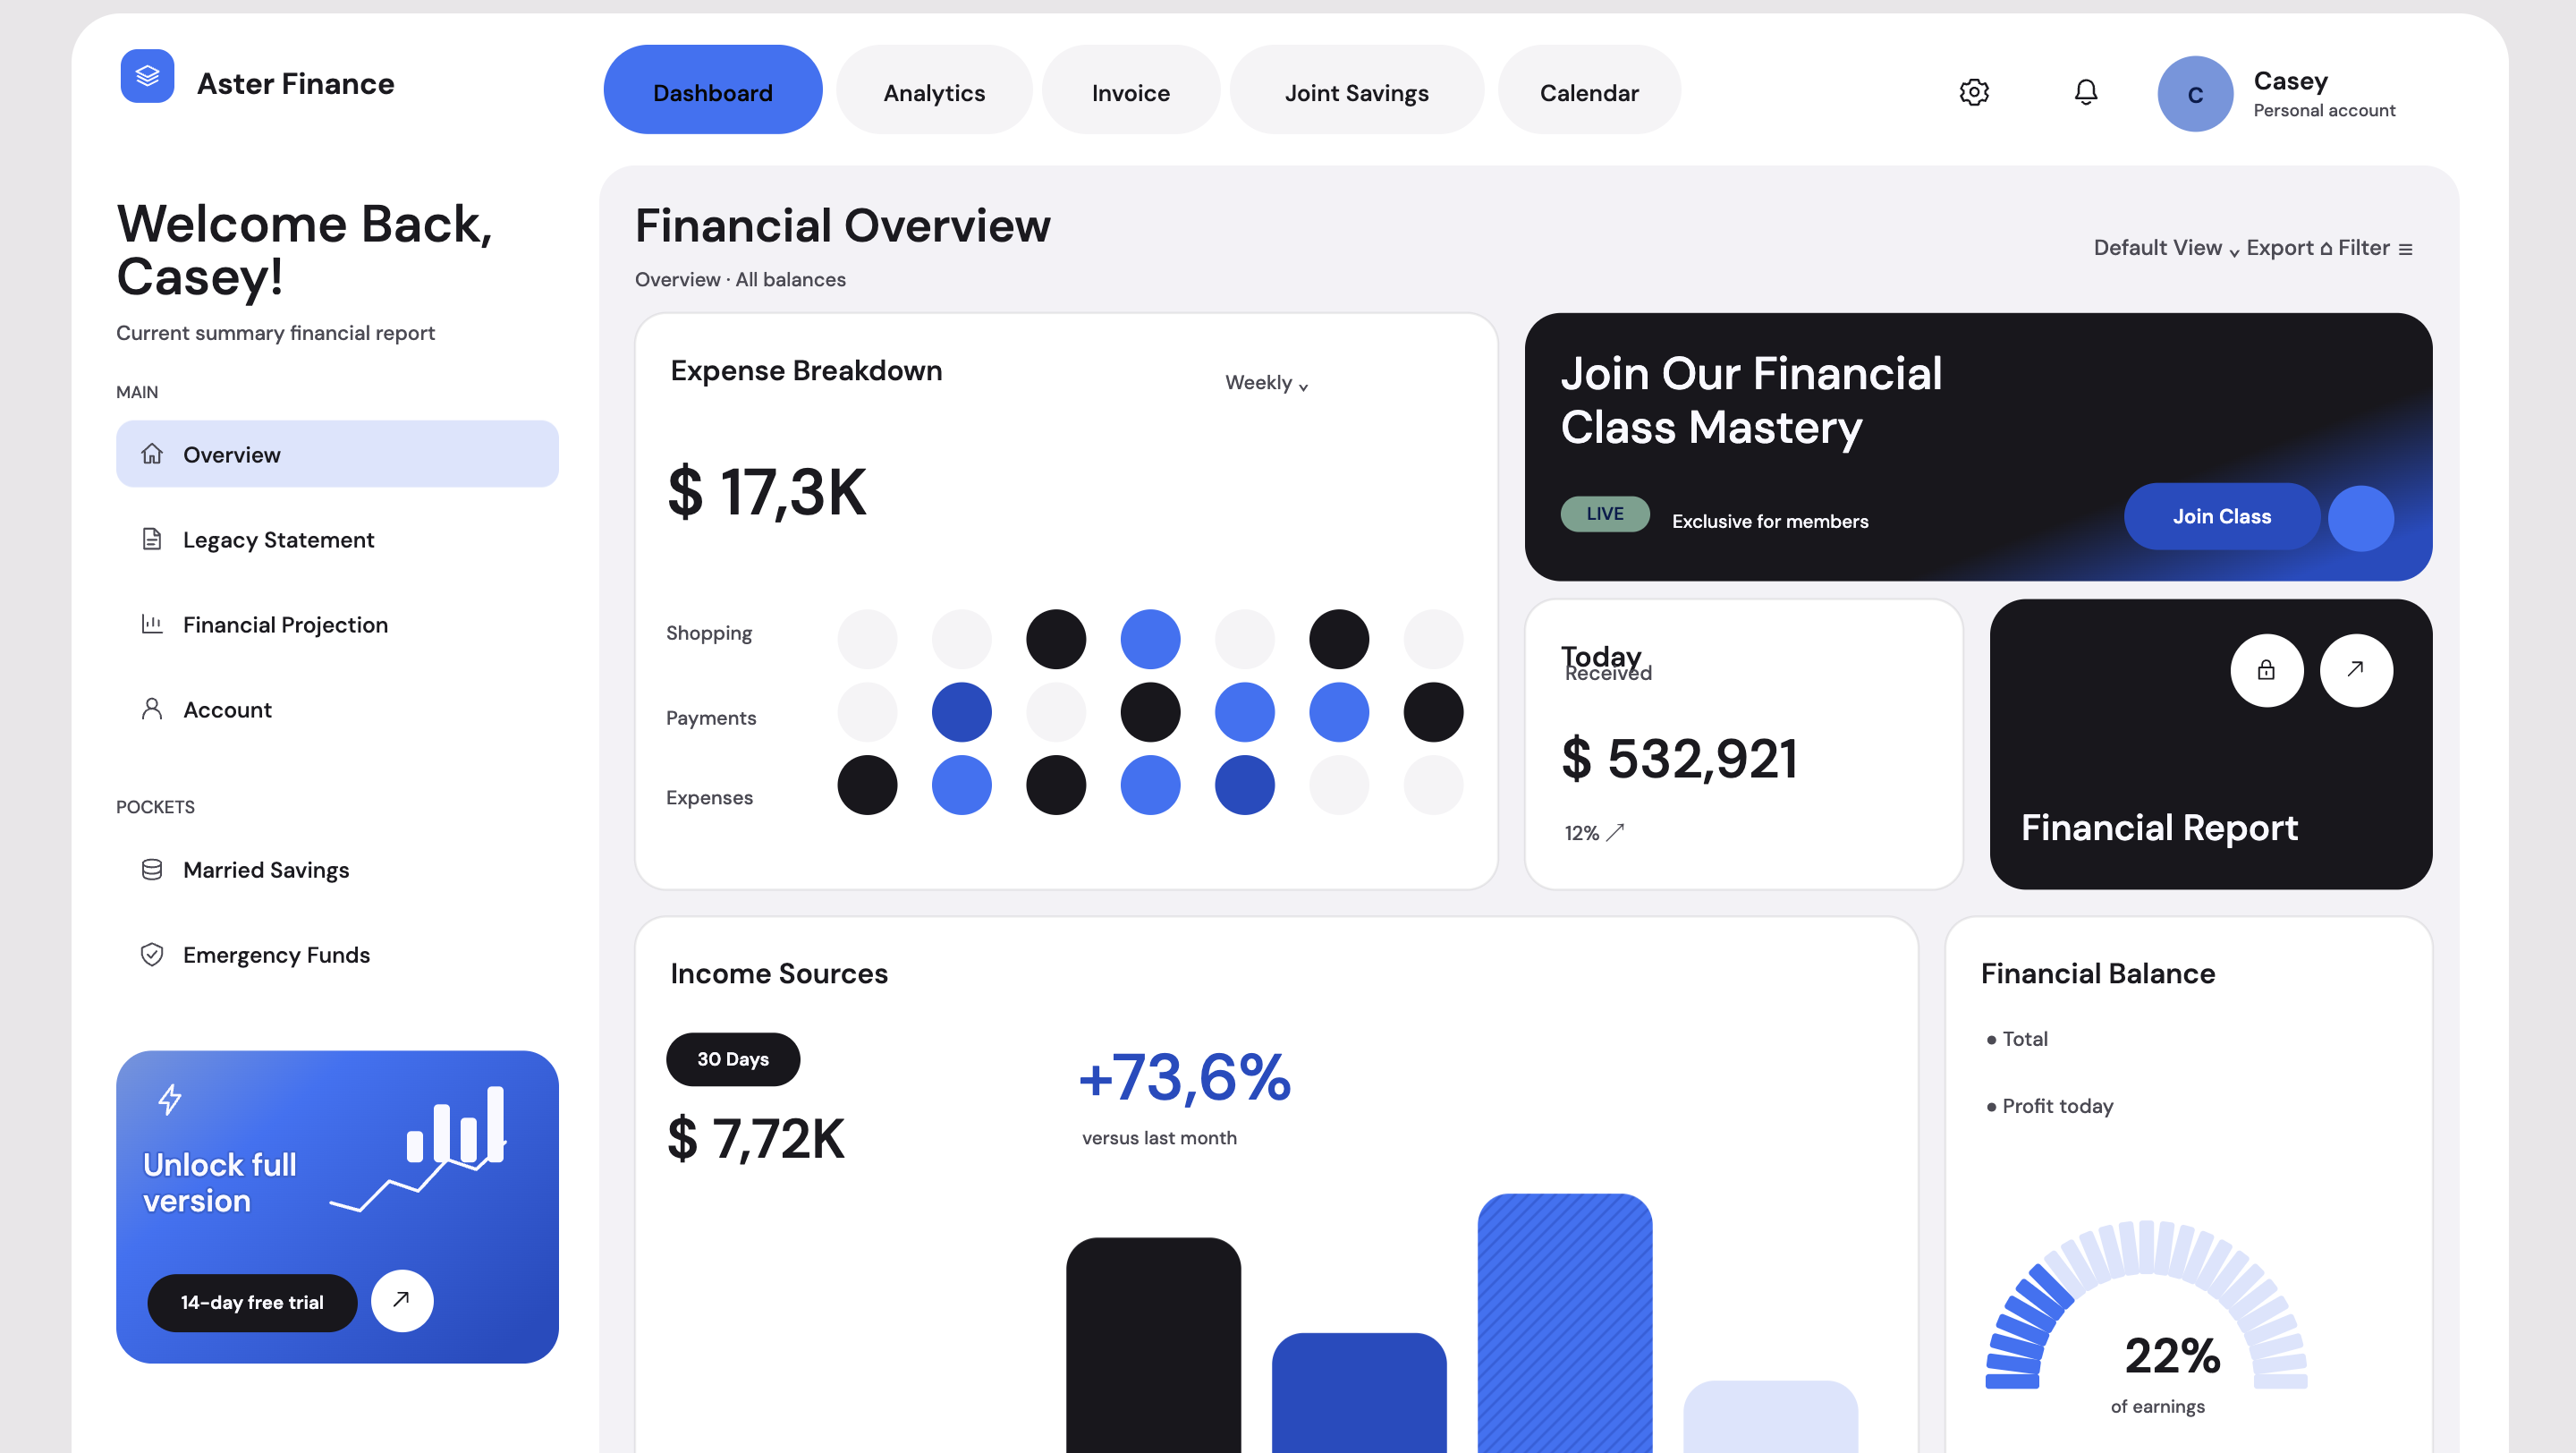 Aster Finance
Dashboard
Analytics
Invoice
Joint Savings
Calendar
C
Casey
Personal account
Welcome Back,
Casey!
Current summary financial report
MAIN
Overview
Legacy Statement
Financial Projection
Account
POCKETS
Married Savings
Emergency Funds
Unlock full
version
14-day free trial
Financial Overview
Overview · All balances
Default View
Export
Filter
Expense Breakdown
Weekly
$ 17,3K
Shopping
Payments
Expenses
Join Our Financial
Class Mastery
LIVE
Exclusive for members
Join Class
Today
Received
$ 532,921
12%
Financial Report
Income Sources
30 Days
$ 7,72K
+73,6%
versus last month
Financial Balance
Total
Profit today
22%
of earnings